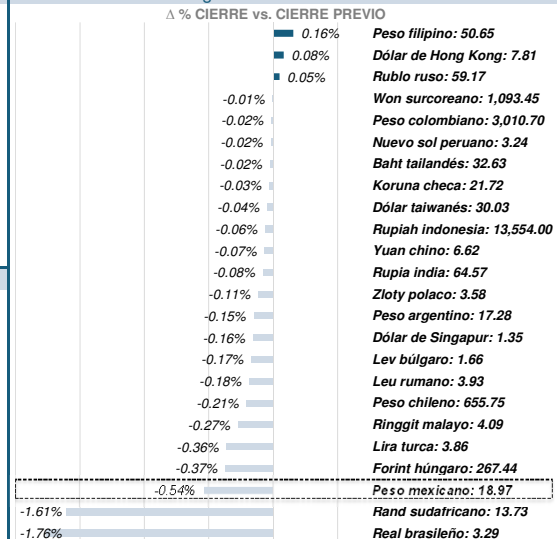 Δ % CIERRE vs. CIERRE PREVIO
0.16% Peso filipino: 50.65
0.08% Dólar de Hong Kong: 7.81
0.05% Rublo ruso: 59.17
-0.01% Won surcoreano: 1,093.45
-0.02% Peso colombiano: 3,010.70
-0.02% Nuevo sol peruano: 3.24
-0.02% Baht tailandés: 32.63
-0.03% Koruna checa: 21.72
-0.04% Dólar taiwanés: 30.03
-0.06% Rupiah indonesia: 13,554.00
-0.07% Yuan chino: 6.62
-0.08% Rupia india: 64.57
-0.11% Zloty polaco: 3.58
-0.15% Peso argentino: 17.28
-0.16% Dólar de Singapur: 1.35
-0.17% Lev búlgaro: 1.66
-0.18% Leu rumano: 3.93
-0.21% Peso chileno: 655.75
-0.27% Ringgit malayo: 4.09
-0.36% Lira turca: 3.86
-0.37% Forint húngaro: 267.44
-0.54% Peso mexicano: 18.97
-1.61% Rand sudafricano: 13.73
-1.76% Real brasileño: 3.29